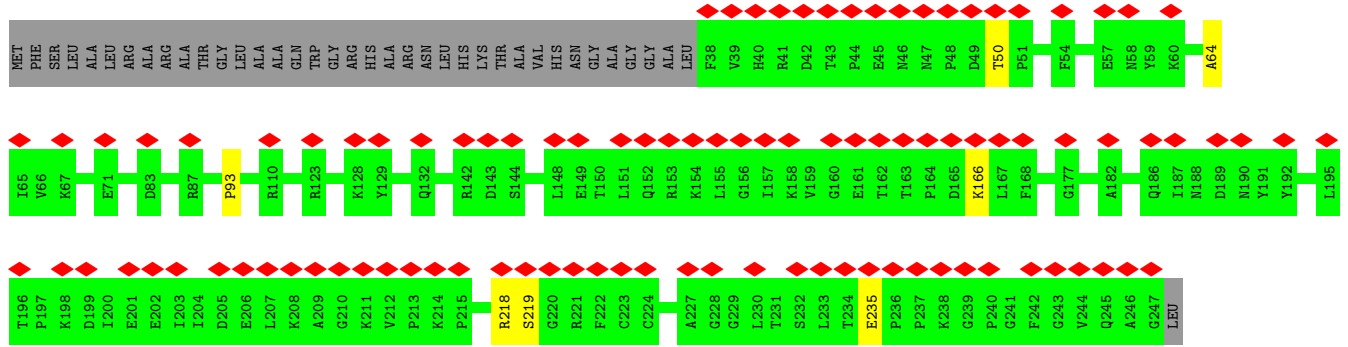 MET PHE SER LEU ALA LEU ARG ALA ARG ALA THR GLY LEU ALA ALA GLN TRP GLY ARG HIS ALA ARG ASN LEU HIS LYS THR ALA VAL HIS ASN GLY ALA GLY GLY ALA LEU F38 V39 H40 R41 D42 T43 P44 E45 N46 N47 P48 D49 T50 P51 F54 E57 N58 Y59 K60 A64
I65 V66 K67 E71 D83 R87 P93 R110 R123 K128 Y129 Q132 R142 D143 S144 L148 E149 T150 L151 Q152 R153 K154 L155 G156 I157 K158 V159 G160 E161 T162 T163 P164 D165 K166 L167 F168 G177 A182 Q186 I187 N188 D189 N190 Y191 Y192 L195
T196 P197 K198 D199 I200 E201 E202 I203 I204 D205 E206 L207 K208 A209 G210 K211 V212 P213 K214 P215 R218 S219 G220 R221 F222 C223 C224 A227 G228 G229 L230 T231 S232 L233 T234 E235 P236 P237 K238 G239 P240 G241 F242 G243 V244 Q245 A246 G247 LEU